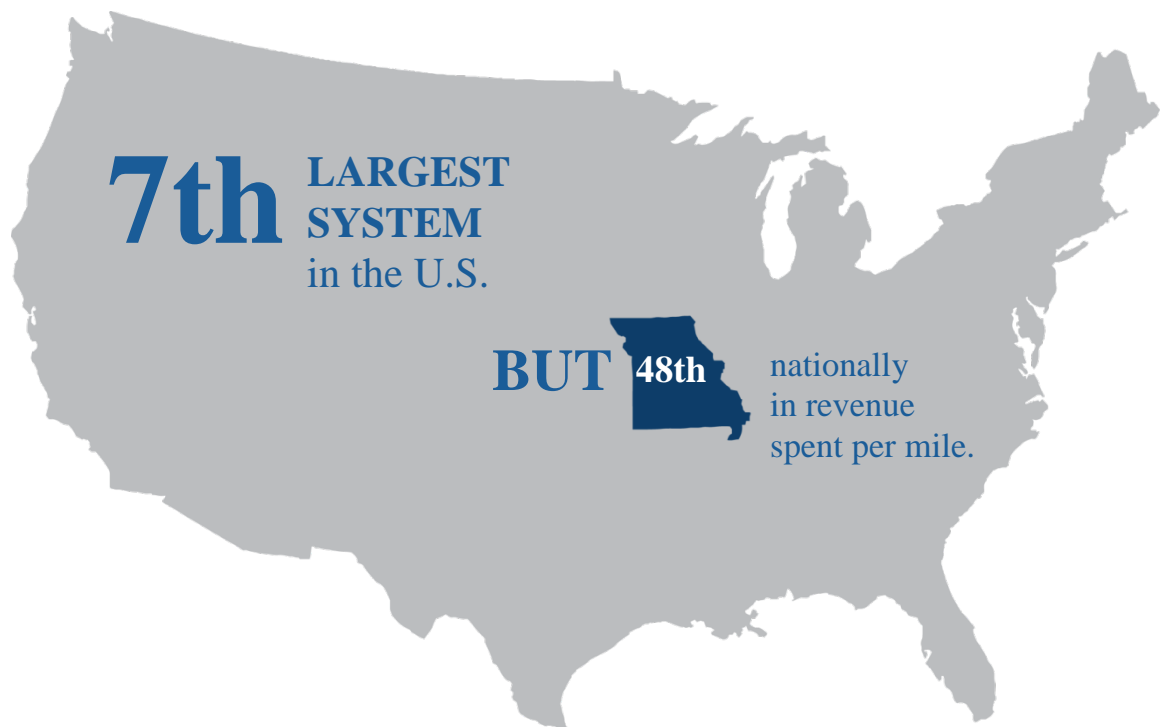 7th LARGEST
SYSTEM
in the U.S.
BUT 48th nationally
in revenue
spent per mile.